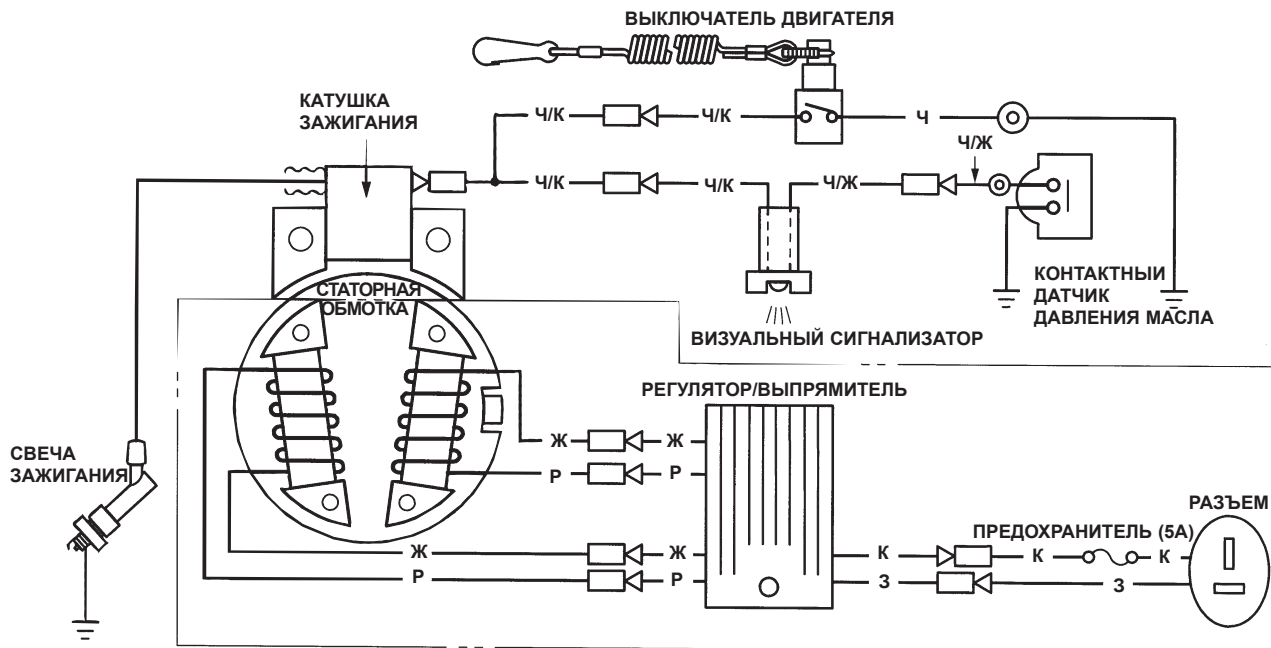 ВЫКЛЮЧАТЕЛЬ ДВИГАТЕЛЯ
КАТУШКА
ЗАЖИГАНИЯ
Ч/К
Ч/К
Ч
Ч/Ж
Ч/К
Ч/К
Ч/Ж
КОНТАКТНЫЙ
ДАТЧИК
ДАВЛЕНИЯ МАСЛА
СТАТОРНАЯ
ОБМОТКА
ВИЗУАЛЬНЫЙ СИГНАЛИЗАТОР
РЕГУЛЯТОР/ВЫПРЯМИТЕЛЬ
СВЕЧА
ЗАЖИГАНИЯ
Ж
Ж
Р
Р
РАЗЪЕМ
ПРЕДОХРАНИТЕЛЬ (5А)
Ж
Ж
К
К
К
Р
Р
З
З